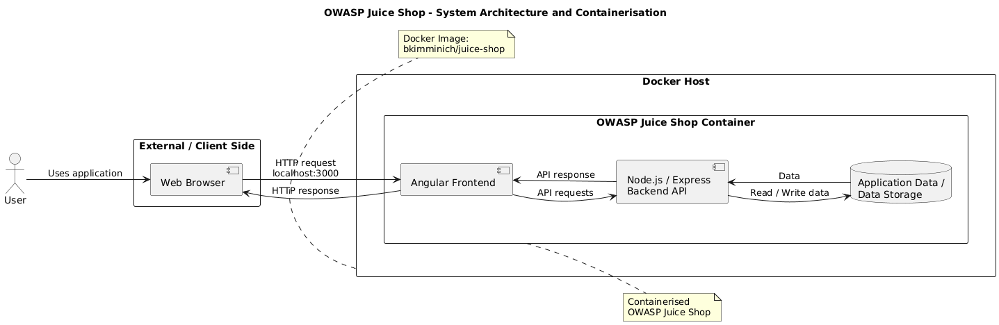 OWASP Juice Shop - System Architecture and Containerisation
Docker Image:
bkimminich/juice-shop
Docker Host
OWASP Juice Shop Container
External / Client Side
User
Uses application
Web Browser
HTTP request
localhost:3000
HTTP response
Angular Frontend
API response
API requests
Node.js / Express
Backend API
Data
Read / Write data
Application Data /
Data Storage
Containerised
OWASP Juice Shop